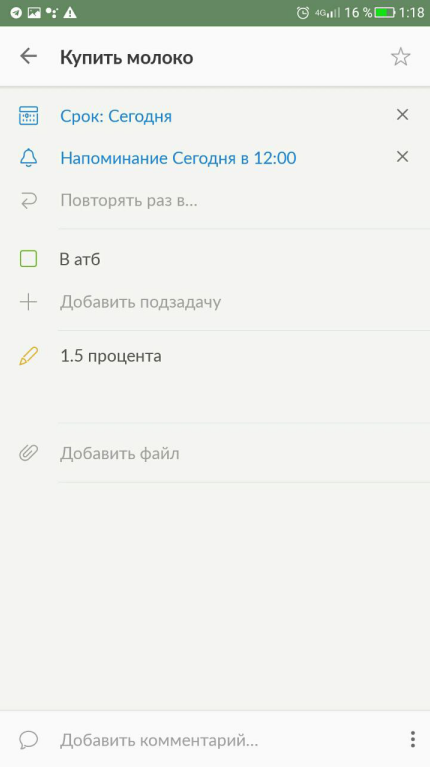 4G 16 % 1:18
Купить молоко
Срок: Сегодня
Напоминание Сегодня в 12:00
Повторять раз в...
В атб
Добавить подзадачу
1.5 процента
Добавить файл
Добавить комментарий...